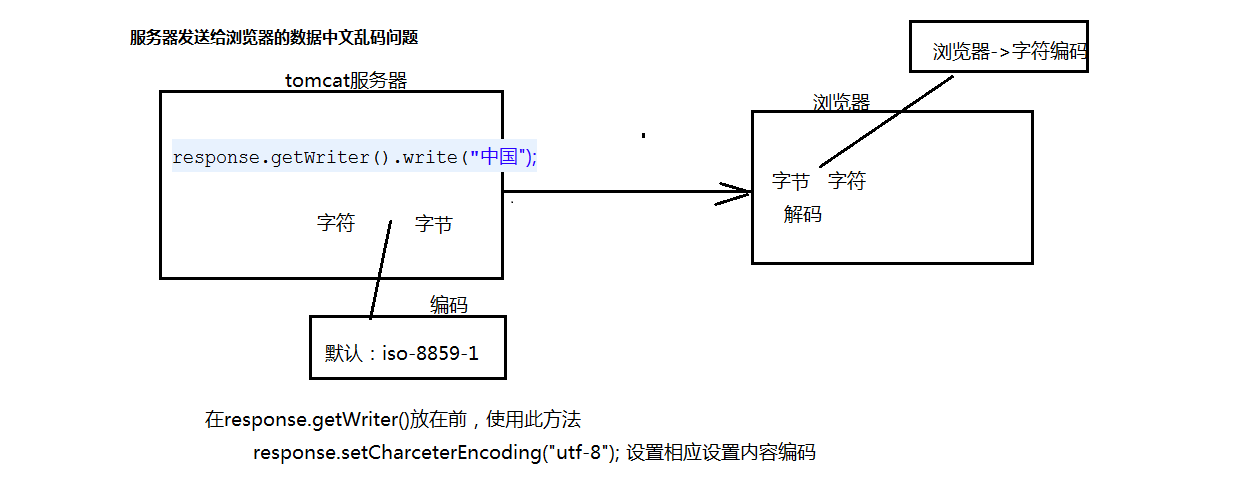 服务器发送给浏览器的数据中文乱码问题
浏览器->字符编码
tomcat服务器
浏览器
response.getWriter().write("中国");
字节 字符
解码
字符 字节
编码
默认：iso-8859-1
在response.getWriter()放在前，使用此方法
response.setCharceterEncoding("utf-8"); 设置相应设置内容编码